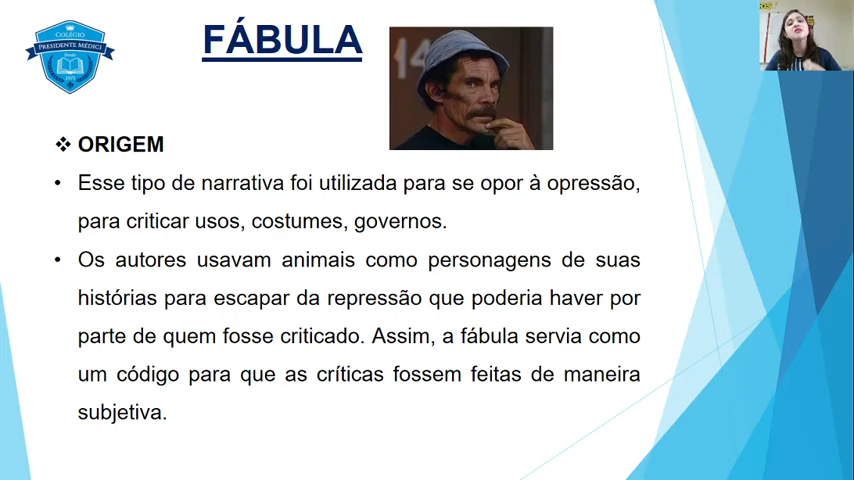 COLÉGIO
PRESIDENTE MÉDICI
FÁBULA
14
ORIGEM
• Esse tipo de narrativa foi utilizada para se opor à opressão,
para criticar usos, costumes, governos.
• Os autores usavam animais como personagens de suas
histórias para escapar da repressão que poderia haver por
parte de quem fosse criticado. Assim, a fábula servia como
um código para que as críticas fossem feitas de maneira
subjetiva.